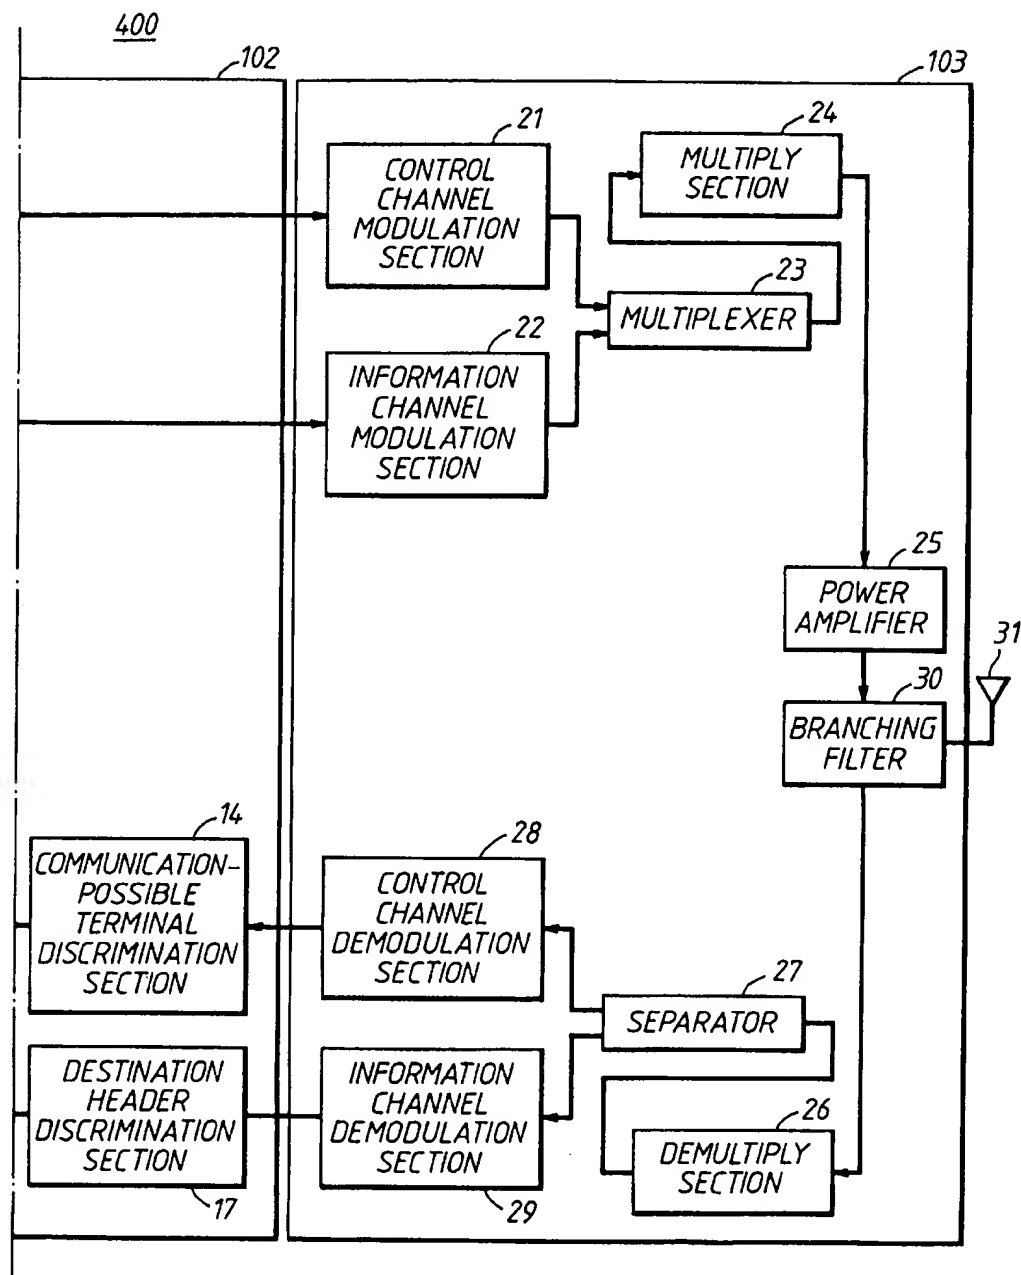 400
102
103
21
CONTROL
CHANNEL
MODULATION
SECTION
24
MULTIPLY
SECTION
23
MULTIPLEXER
22
INFORMATION
CHANNEL
MODULATION
SECTION
25
POWER
AMPLIFIER
31
30
BRANCHING
FILTER
14
COMMUNICATION-
POSSIBLE
TERMINAL
DISCRIMINATION
SECTION
28
CONTROL
CHANNEL
DEMODULATION
SECTION
27
SEPARATOR
DESTINATION
HEADER
DISCRIMINATION
SECTION
17
INFORMATION
CHANNEL
DEMODULATION
SECTION
29
26
DEMULTIPLY
SECTION